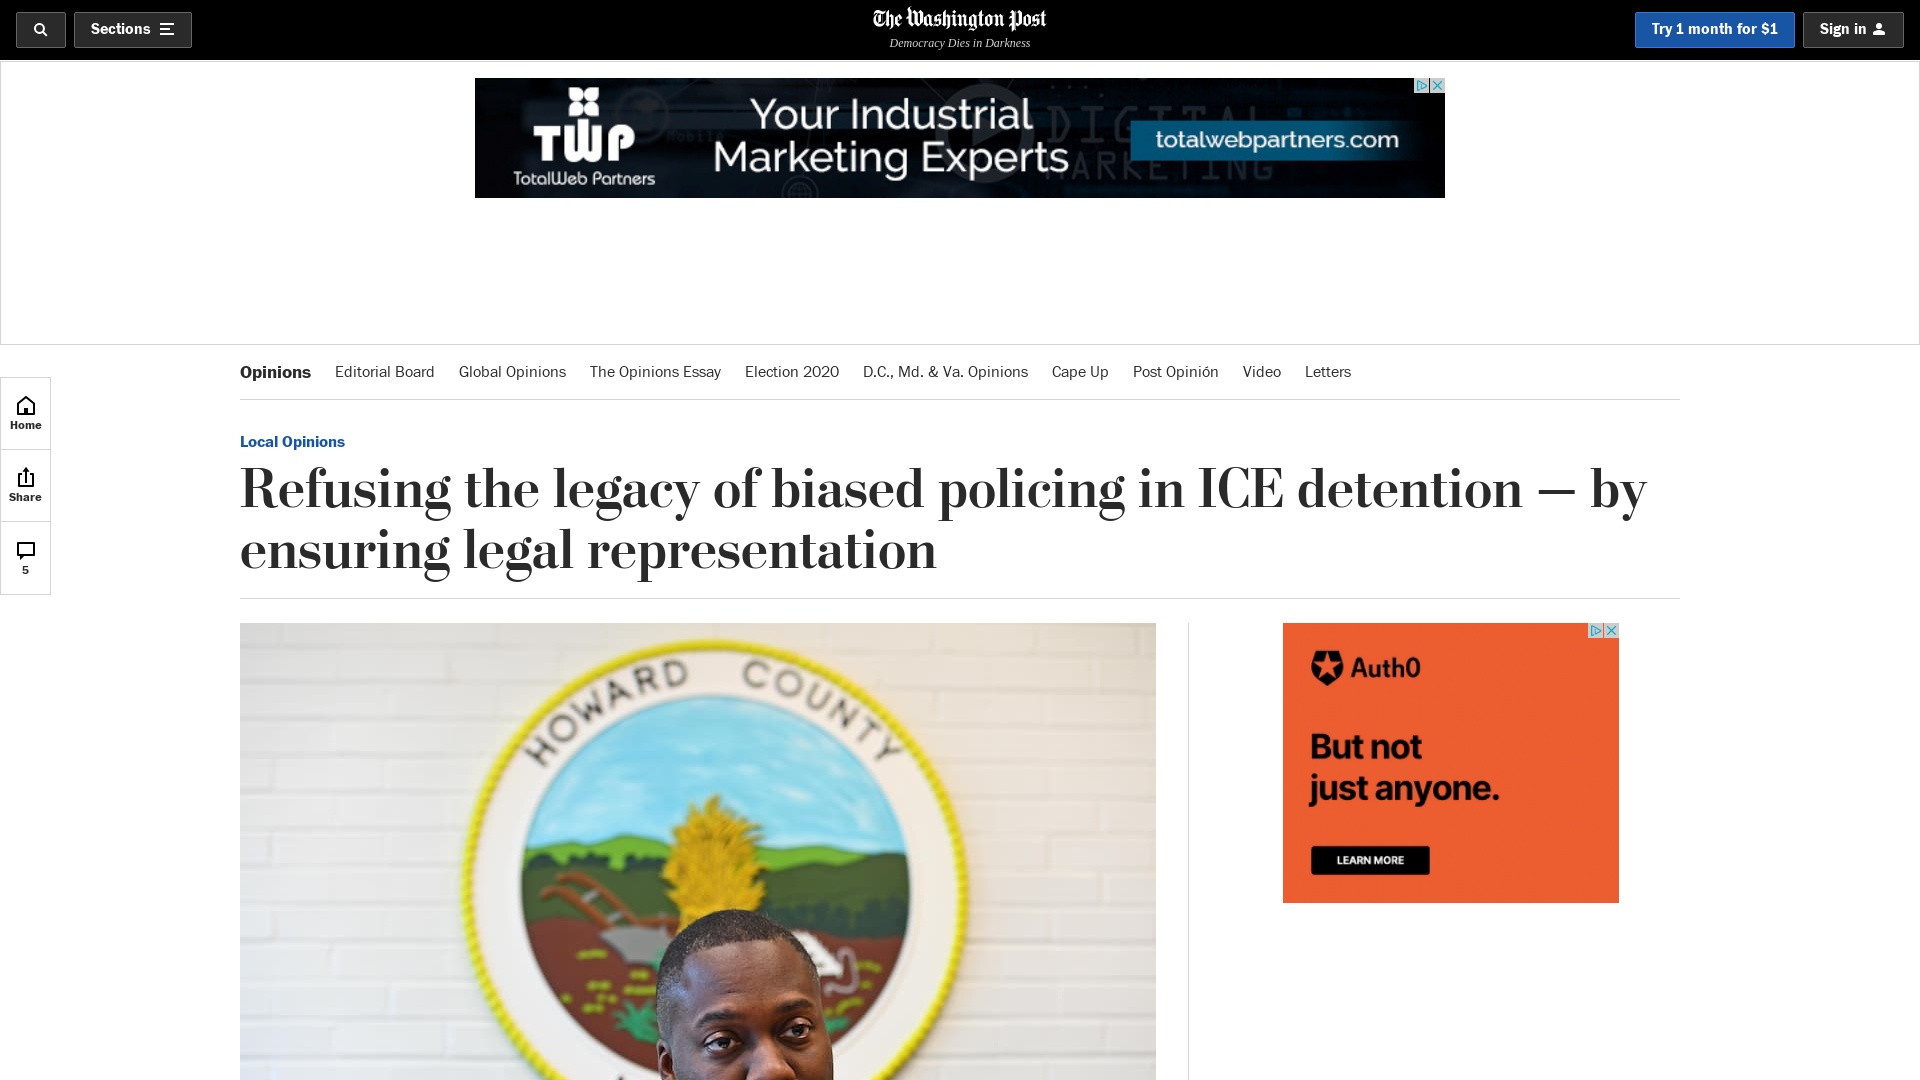 Sections
The Washington Post
Democracy Dies in Darkness
Try 1 month for $1
Sign in
TWP
TotalWeb Partners
Your Industrial
Marketing Experts
DIGITAL
MARKETING
totalwebpartners.com
Opinions
Editorial Board
Global Opinions
The Opinions Essay
Election 2020
D.C., Md. & Va. Opinions
Cape Up
Post Opinión
Video
Letters
Home
Share
5
Local Opinions
Refusing the legacy of biased policing in ICE detention — by
ensuring legal representation
HOWARD COUNTY
Auth0
But not
just anyone.
LEARN MORE